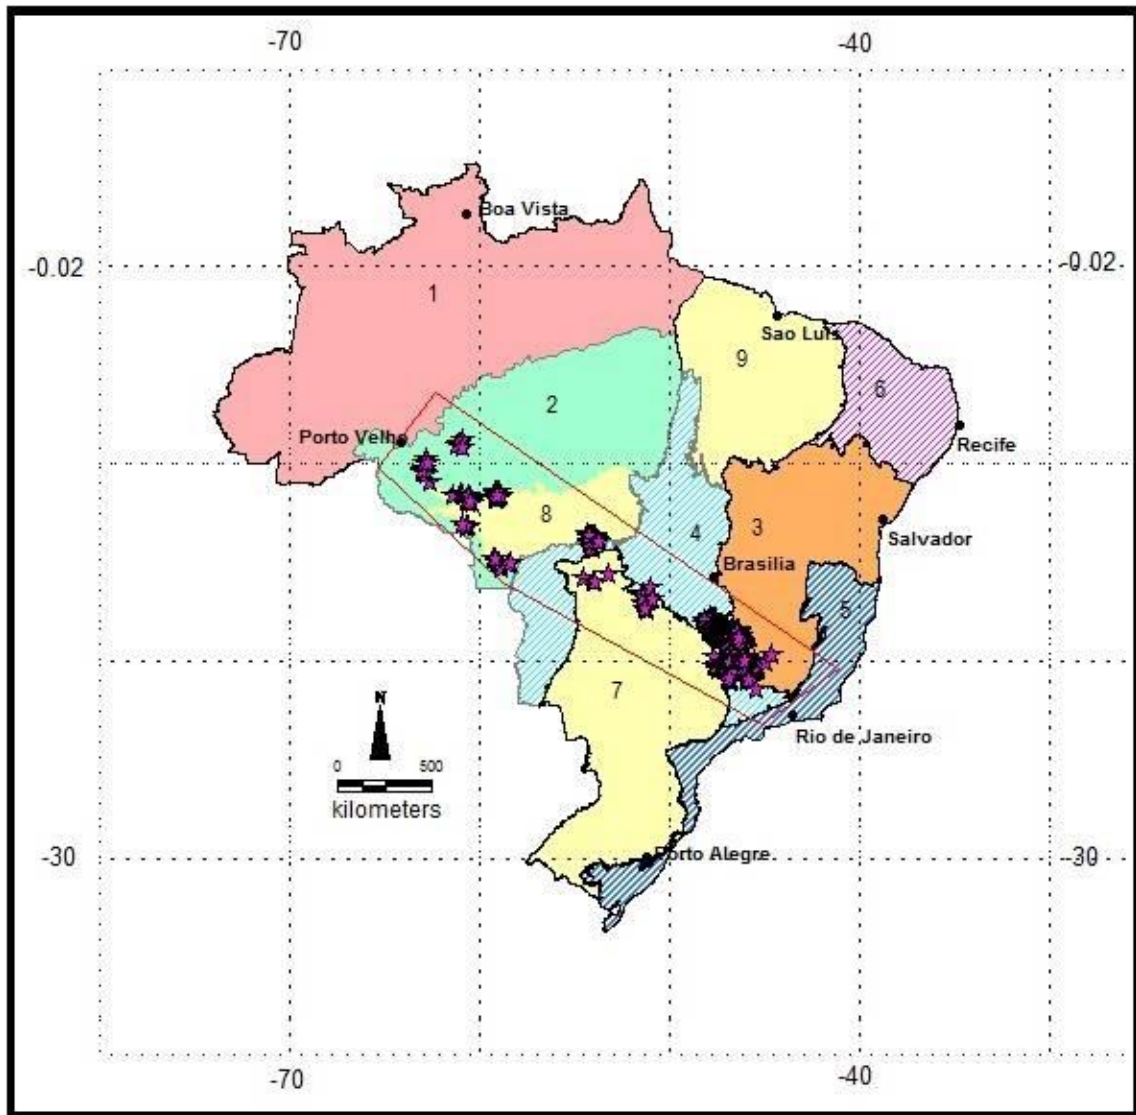 -70 -40
Boa Vista
-0.02 -0.02
1
Sao Luis
9
6
2
Porto Velho
Recife
8
4 3
Salvador
Brasilia
5
7
N
Rio de Janeiro
0 500
kilometers
Porto Alegre
-30 -30
-70 -40